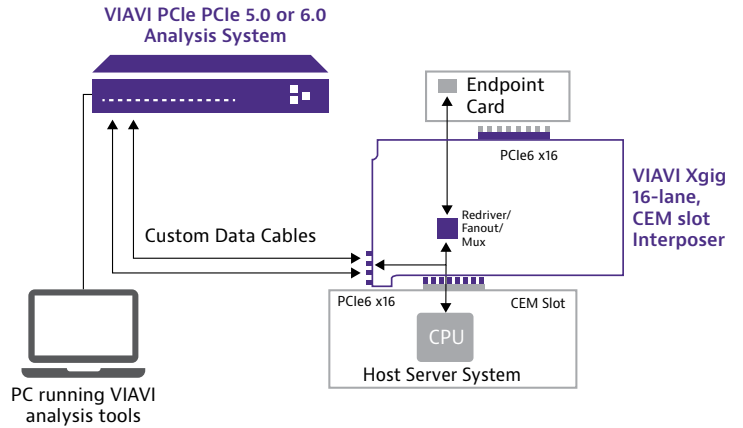 VIAVI PCIe PCIe 5.0 or 6.0
Analysis System
Endpoint
Card
PCIe6 x16
VIAVI Xgig
16-lane,
CEM slot
Interposer
Redriver/
Fanout/
Mux
Custom Data Cables
PCIe6 x16
CEM Slot
CPU
Host Server System
PC running VIAVI
analysis tools